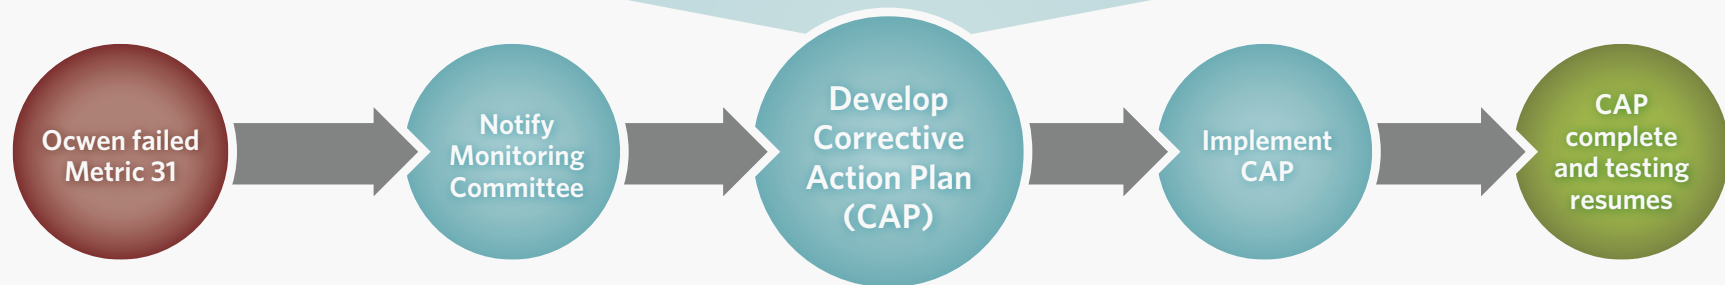 Ocwen failed
Metric 31
Notify
Monitoring
Committee
Develop
Corrective
Action Plan
(CAP)
Implement
CAP
CAP
complete
and testing
resumes